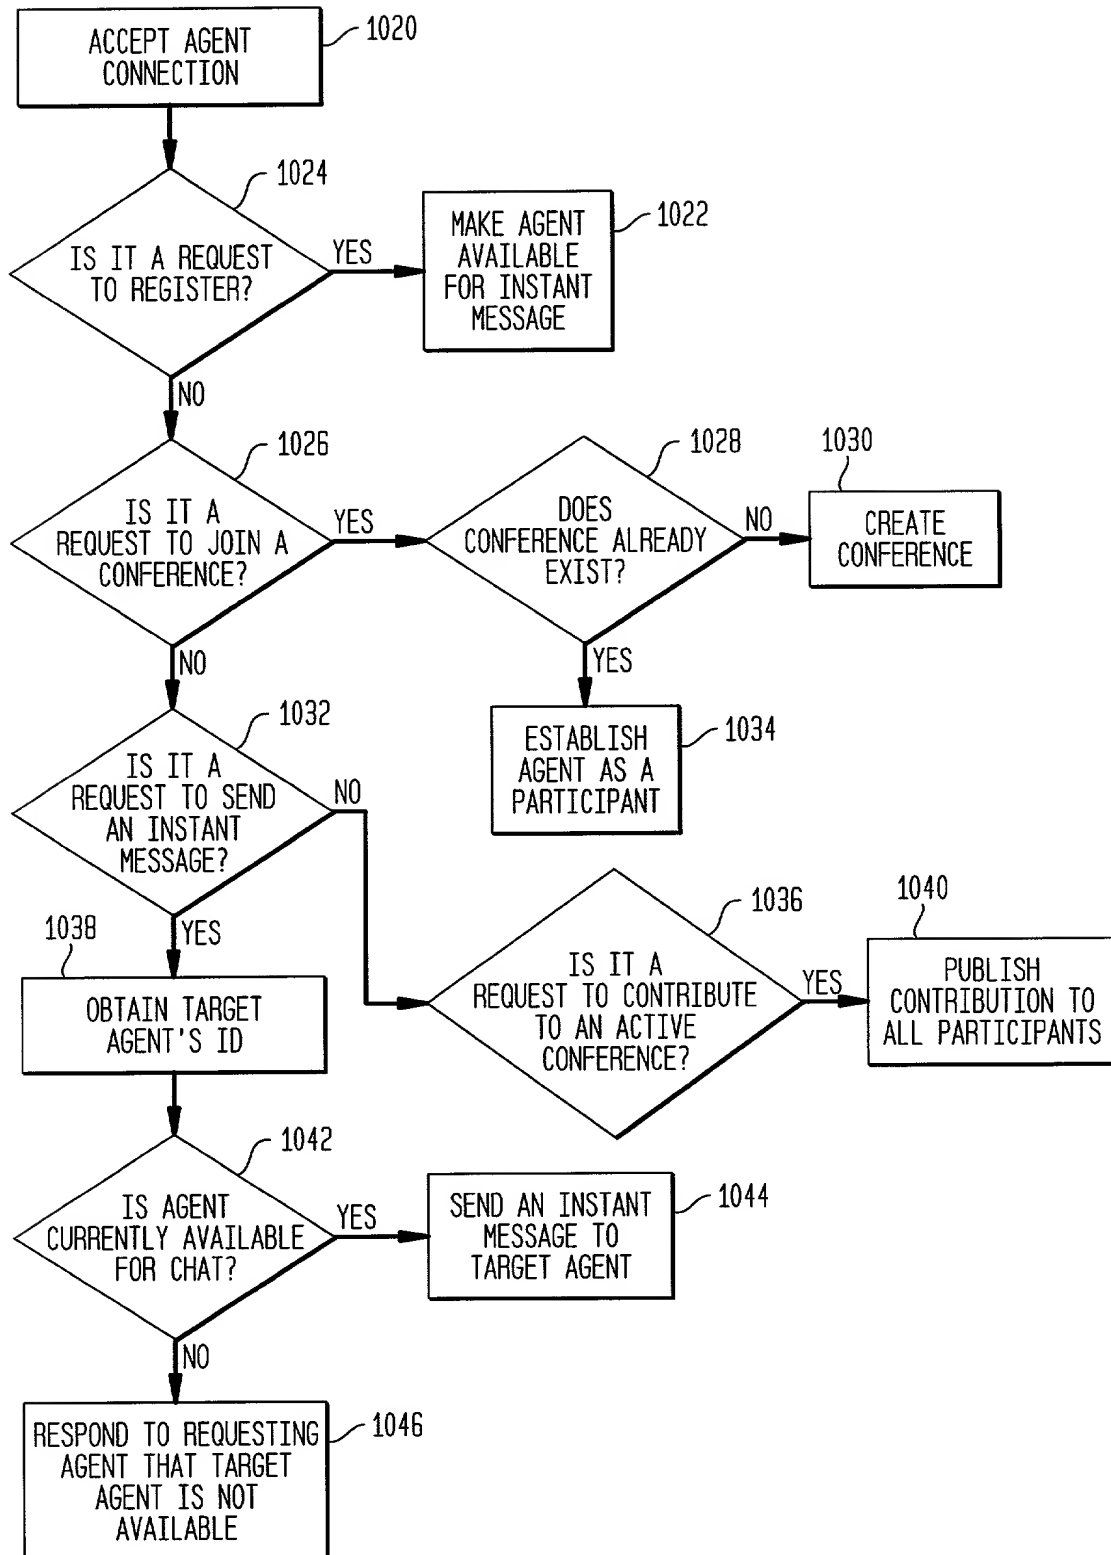 ACCEPT AGENT
CONNECTION
1020
1024
IS IT A REQUEST
TO REGISTER?
YES
MAKE AGENT
AVAILABLE
FOR INSTANT
MESSAGE
1022
NO
1026
IS IT A
REQUEST TO JOIN A
CONFERENCE?
YES
1028
DOES
CONFERENCE ALREADY
EXIST?
NO
1030
CREATE
CONFERENCE
YES
ESTABLISH
AGENT AS A
PARTICIPANT
1034
NO
1032
IS IT A
REQUEST TO SEND
AN INSTANT
MESSAGE?
NO
1036
IS IT A
REQUEST TO CONTRIBUTE
TO AN ACTIVE
CONFERENCE?
YES
1040
PUBLISH
CONTRIBUTION TO
ALL PARTICIPANTS
YES
1038
OBTAIN TARGET
AGENT'S ID
1042
IS AGENT
CURRENTLY AVAILABLE
FOR CHAT?
YES
SEND AN INSTANT
MESSAGE TO
TARGET AGENT
1044
NO
RESPOND TO REQUESTING
AGENT THAT TARGET
AGENT IS NOT
AVAILABLE
1046